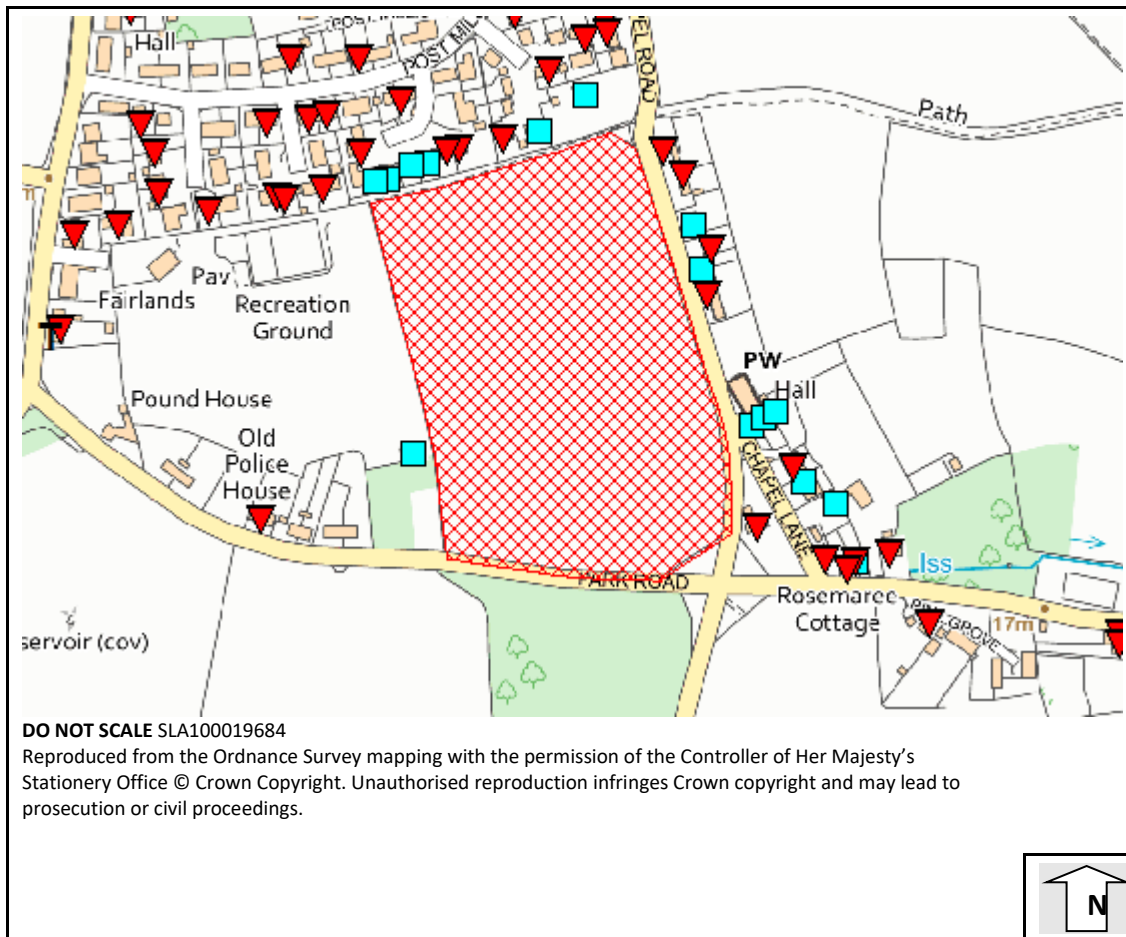 Hall
POST MILL
EL ROAD
Path
Pav
Fairlands
Recreation
Ground
PW
Hall
Pound House
Old
Police
House
CHAPEL LANE
Iss
PARK ROAD
Rosemaree
Cottage
GROVE
17m
servoir (cov)
DO NOT SCALE SLA100019684
Reproduced from the Ordnance Survey mapping with the permission of the Controller of Her Majesty’s
Stationery Office © Crown Copyright. Unauthorised reproduction infringes Crown copyright and may lead to
prosecution or civil proceedings.
N